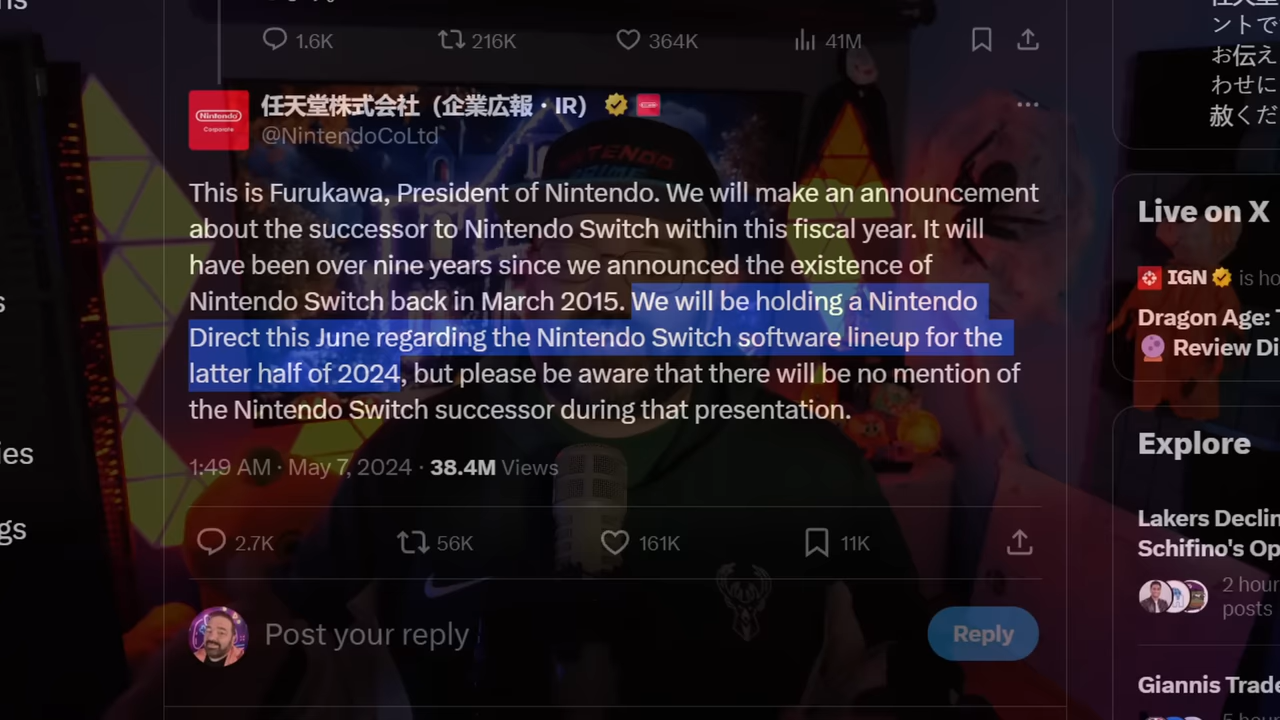 1.6K 216K 364K 41M
任天堂株式会社（企業広報・IR）
@NintendoCoLtd
Nintendo
Corporate
This is Furukawa, President of Nintendo. We will make an announcement
about the successor to Nintendo Switch within this fiscal year. It will
have been over nine years since we announced the existence of
Nintendo Switch back in March 2015. We will be holding a Nintendo
Direct this June regarding the Nintendo Switch software lineup for the
latter half of 2024, but please be aware that there will be no mention of
the Nintendo Switch successor during that presentation.
1:49 AM · May 7, 2024 · 38.4M Views
2.7K 56K 161K 11K
Post your reply
Reply
ies
gs
ントで
お伝え
わせに
赦くだ
Live on X
IGN is ho
Dragon Age:
Review Di
Explore
Lakers Declin
Schifino's Op
2 hour
posts
Giannis Trade